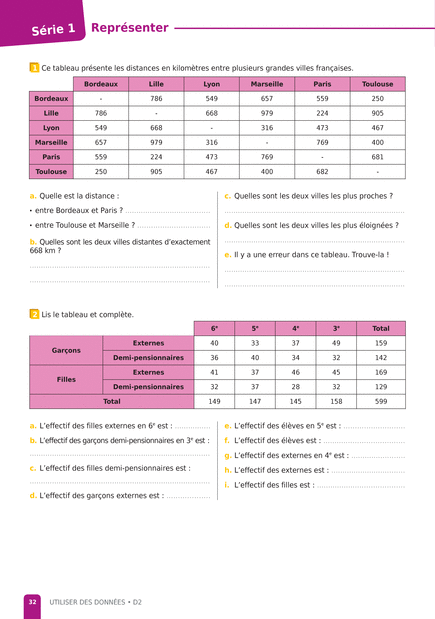 Série 1 Représenter
1 Ce tableau présente les distances en kilomètres entre plusieurs grandes villes françaises.
Bordeaux Lille Lyon Marseille Paris Toulouse
Bordeaux - 786 549 657 559 250
Lille 786 - 668 979 224 905
Lyon 549 668 - 316 473 467
Marseille 657 979 316 - 769 400
Paris 559 224 473 769 - 681
Toulouse 250 905 467 400 682 -
a. Quelle est la distance :
• entre Bordeaux et Paris ? ....................................
• entre Toulouse et Marseille ? ...............................
b. Quelles sont les deux villes distantes d'exactement
668 km ?
c. Quelles sont les deux villes les plus proches ?
d. Quelles sont les deux villes les plus éloignées ?
e. Il y a une erreur dans ce tableau. Trouve-la !
2 Lis le tableau et complète.
6e 5e 4e 3e Total
Garçons Externes 40 33 37 49 159
Demi-pensionnaires 36 40 34 32 142
Filles Externes 41 37 46 45 169
Demi-pensionnaires 32 37 28 32 129
Total 149 147 145 158 599
a. L'effectif des filles externes en 6e est : ...............
b. L'effectif des garçons demi-pensionnaires en 3e est :
c. L'effectif des filles demi-pensionnaires est :
d. L'effectif des garçons externes est : ...................
e. L'effectif des élèves en 5e est : ..........................
f. L'effectif des élèves est : ...................................
g. L'effectif des externes en 4e est : .......................
h. L'effectif des externes est : ................................
i. L'effectif des filles est : ......................................
32 UTILISER DES DONNÉES • D2